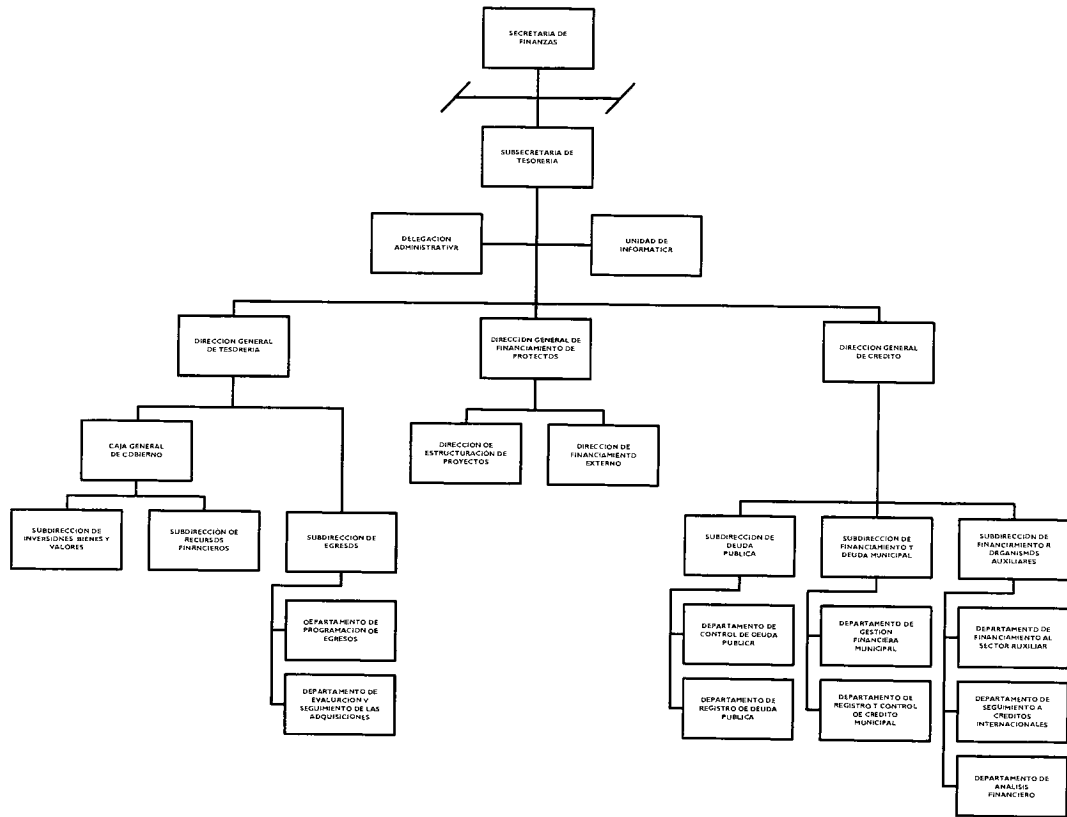 SECRETARIA DE
FINANZAS
SUBSECRETARIA DE
TESORERIA
DELEGACION
ADMINISTRATIVR
UNIDAD DE
INFORMATICR
DIRECCION GENERAL
DE TESORERIA
DIRECCION GENERAL DE
FINANCIAMIENTO DE
PROTECTOS
DIRECCION GENERAL
DE CREDITO
CAJA GENERAL
DE COBIERNO
DIRECCION DE
ESTRUCTURACION DE
PROYECTOS
DIRECCION DE
FINANCIAMIENTO
EXTERNO
SUBDIRECCION DE
INVERSIONES BIENES Y
VALORES
SUBDIRECCION DE
RECURSOS
FINANCIEROS
SUBDIRECCION DE
EGRESOS
SUBDIRECCION DE
DEUDA
PUBLICA
SUBDIRECCION DE
FINANCIAMIENTO T
DEUDA MUNICIPAL
SUBDIRECCION DE
FINANCIAMIENTO R
ORGANISMOS
AUXILIARES
DEPARTAMENTO DE
PROGRAMACION DE
EGRESOS
DEPARTAMENTO DE
CONTROL DE DEUDA
PUBLICA
DEPARTAMENTO DE
GESTION
FINANCIERA
MUNICIPAL
DEPARTAMENTO DE
FINANCIAMIENTO AL
SECTOR AUXILIAR
DEPARTAMENTO DE
EVALUACION Y
SEGUIMIENTO DE LAS
ADQUISICIONES
DEPARTAMENTO DE
REGISTRO DE DEUDA
PUBLICA
DEPARTAMENTO DE
REGISTRO T CONTROL
DE CREDITO
MUNICIPAL
DEPARTAMENTO DE
SEGUIMIENTO A
CREDITOS
INTERNACIONALES
DEPARTAMENTO DE
ANALISIS
FINANCIERO